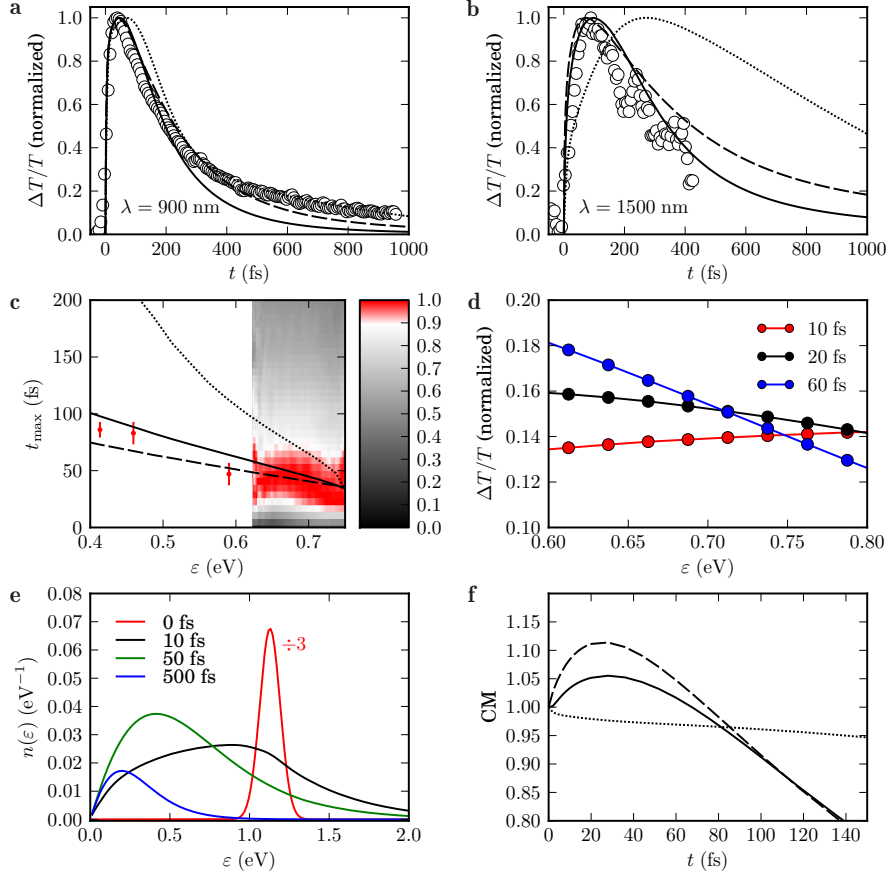 a
ΔT/T (normalized)
1.0
0.8
0.6
0.4
0.2
0.0
λ = 900 nm
0 200 400 600 800 1000
t (fs)
b
ΔT/T (normalized)
1.0
0.8
0.6
0.4
0.2
0.0
λ = 1500 nm
0 200 400 600 800 1000
t (fs)
c
t_max (fs)
200
150
100
50
0
0.4 0.5 0.6 0.7
ε (eV)
1.0
0.9
0.8
0.7
0.6
0.5
0.4
0.3
0.2
0.1
0.0
d
ΔT/T (normalized)
0.20
0.18
0.16
0.14
0.12
0.10
10 fs
20 fs
60 fs
0.60 0.65 0.70 0.75 0.80
ε (eV)
e
n(ε) (eV⁻¹)
0.08
0.07
0.06
0.05
0.04
0.03
0.02
0.01
0.00
0 fs
10 fs
50 fs
500 fs
÷3
0.0 0.5 1.0 1.5 2.0
ε (eV)
f
CM
1.20
1.15
1.10
1.05
1.00
0.95
0.90
0.85
0.80
0 20 40 60 80 100 120 140
t (fs)